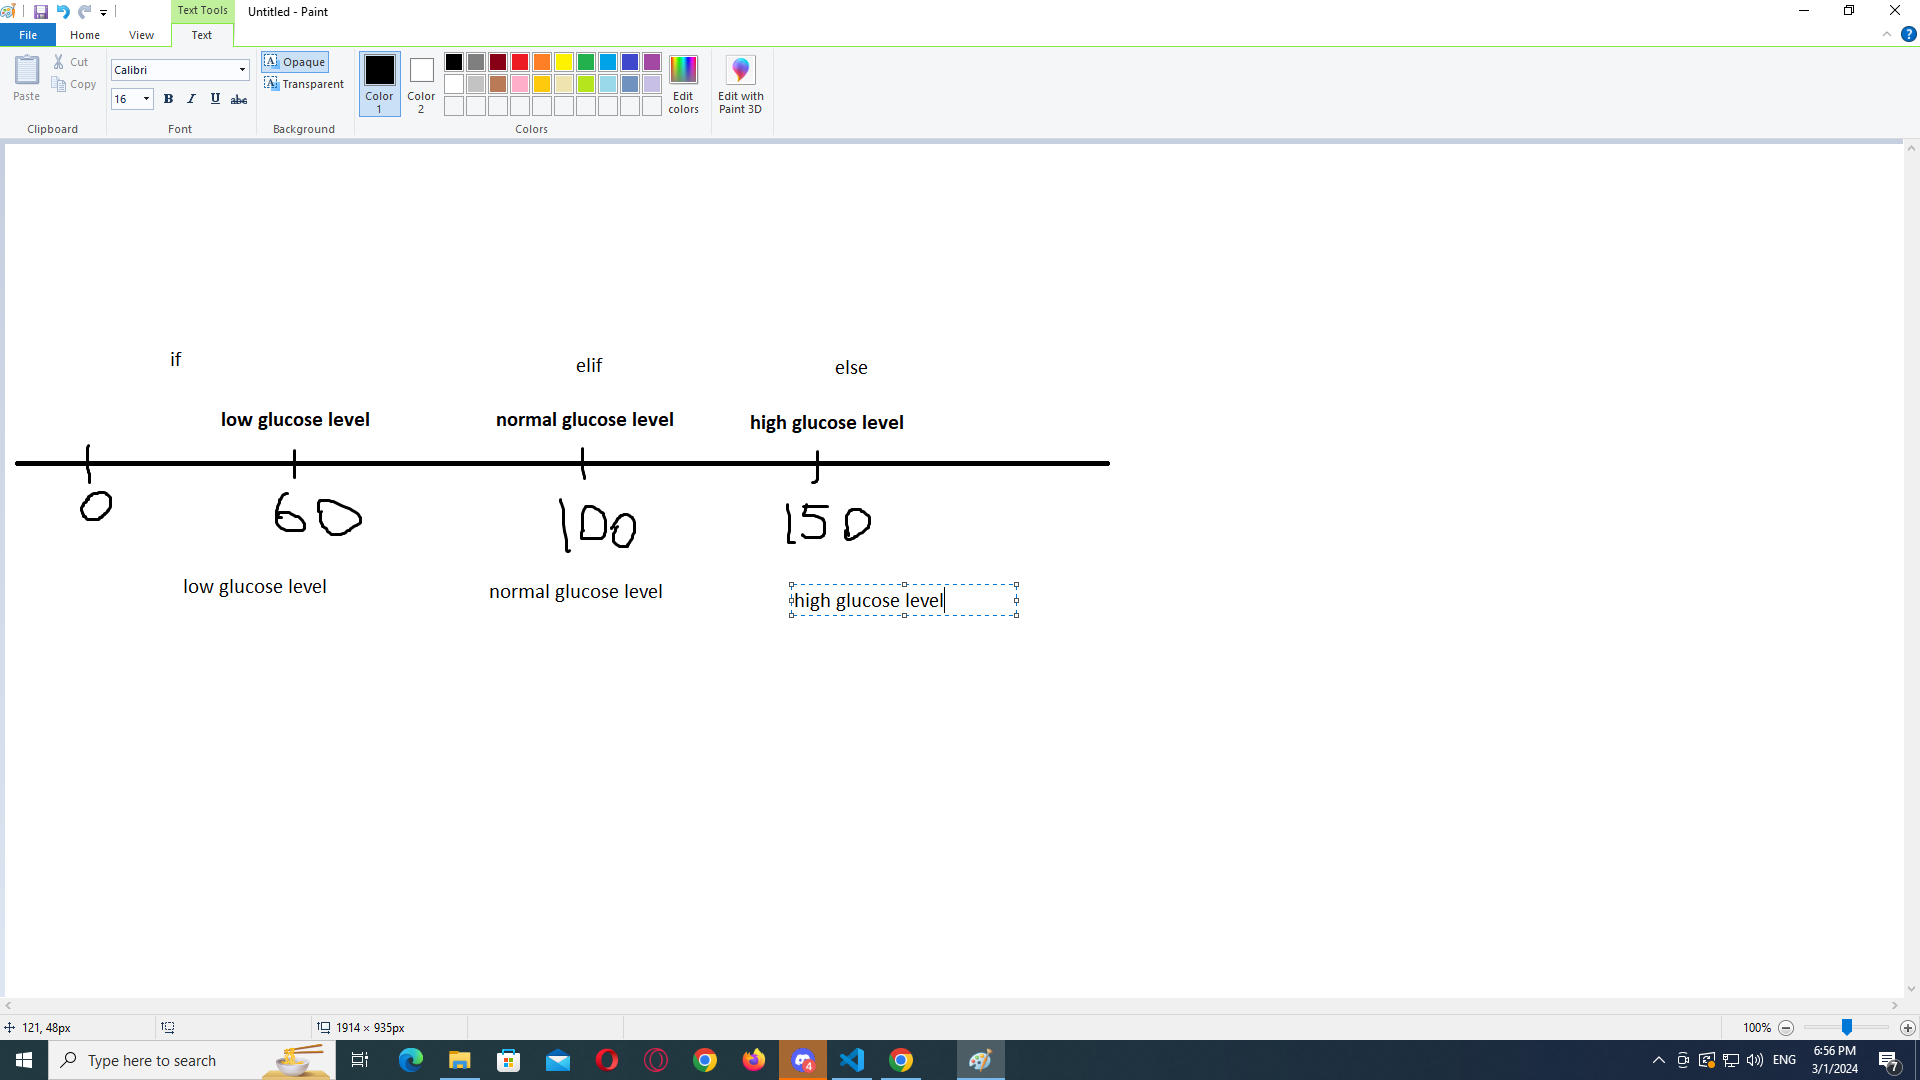 Text Tools
Untitled - Paint
File
Home
View
Text
Paste
Cut
Copy
Clipboard
Calibri
16
B I U abc
Font
Opaque
Transparent
Background
Color 1
Color 2
Edit colors
Colors
Edit with Paint 3D
if
elif
else
low glucose level
normal glucose level
high glucose level
0
60
100
150
low glucose level
normal glucose level
high glucose level
121, 48px
1914 × 935px
100%
Type here to search
4
ENG
6:56 PM
3/1/2024
7